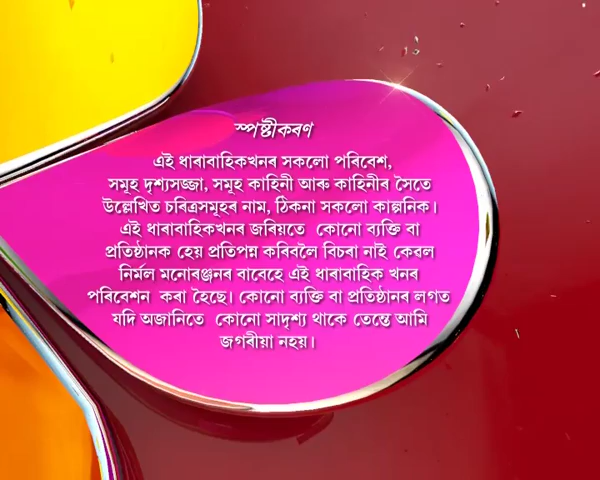 স্পষ্টীকৰণ
এই ধাৰাবাহিকখনৰ সকলো পৰিবেশ,
সমূহ দৃশ্যসজ্জা, সমূহ কাহিনী আৰু কাহিনীৰ সৈতে
উল্লেখিত চৰিত্ৰসমূহৰ নাম, ঠিকনা সকলো কাল্পনিক।
এই ধাৰাবাহিকখনৰ জৰিয়তে কোনো ব্যক্তি বা
প্ৰতিষ্ঠানক হেয় প্ৰতিপন্ন কৰিবলৈ বিচৰা নাই কেৱল
নিৰ্মল মনোৰঞ্জনৰ বাবেহে এই ধাৰাবাহিক খনৰ
পৰিবেশন কৰা হৈছে। কোনো ব্যক্তি বা প্ৰতিষ্ঠানৰ লগত
যদি অজানিতে কোনো সাদৃশ্য থাকে তেন্তে আমি
জগৰীয়া নহয়।